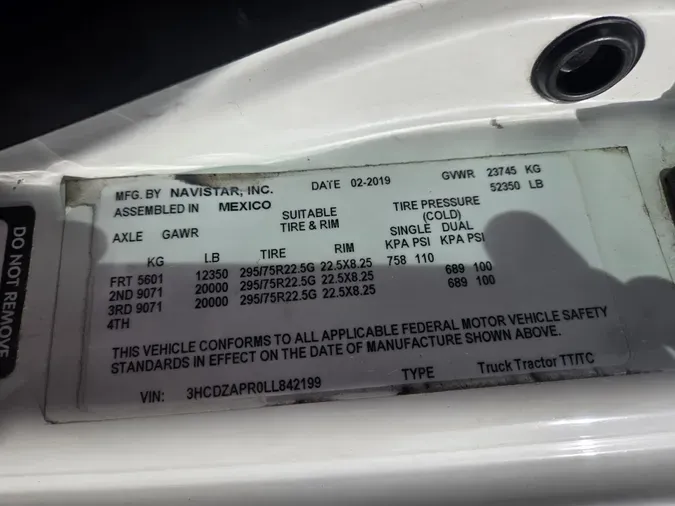 MFG. BY NAVISTAR, INC. DATE 02-2019 GVWR 23745 KG
52350 LB
ASSEMBLED IN MEXICO
SUITABLE TIRE PRESSURE
TIRE & RIM (COLD)
AXLE GAWR SINGLE DUAL
KG LB TIRE RIM KPA PSI KPA PSI
FRT 5601 12350 295/75R22.5G 22.5X8.25 758 110
2ND 9071 20000 295/75R22.5G 22.5X8.25 689 100
3RD 9071 20000 295/75R22.5G 22.5X8.25 689 100
4TH
THIS VEHICLE CONFORMS TO ALL APPLICABLE FEDERAL MOTOR VEHICLE SAFETY
STANDARDS IN EFFECT ON THE DATE OF MANUFACTURE SHOWN ABOVE.
VIN: 3HCDZAPR0LL842199 TYPE Truck Tractor TT/TC
DO NOT REMOVE